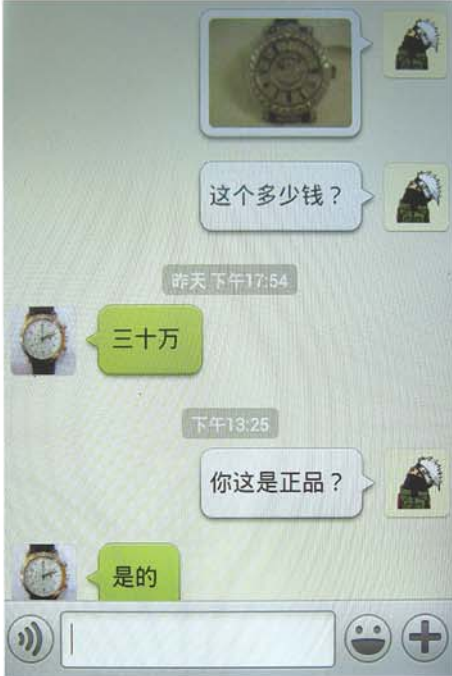 这个多少钱？
昨天 下午17:54
三十万
下午13:25
你这是正品？
是的